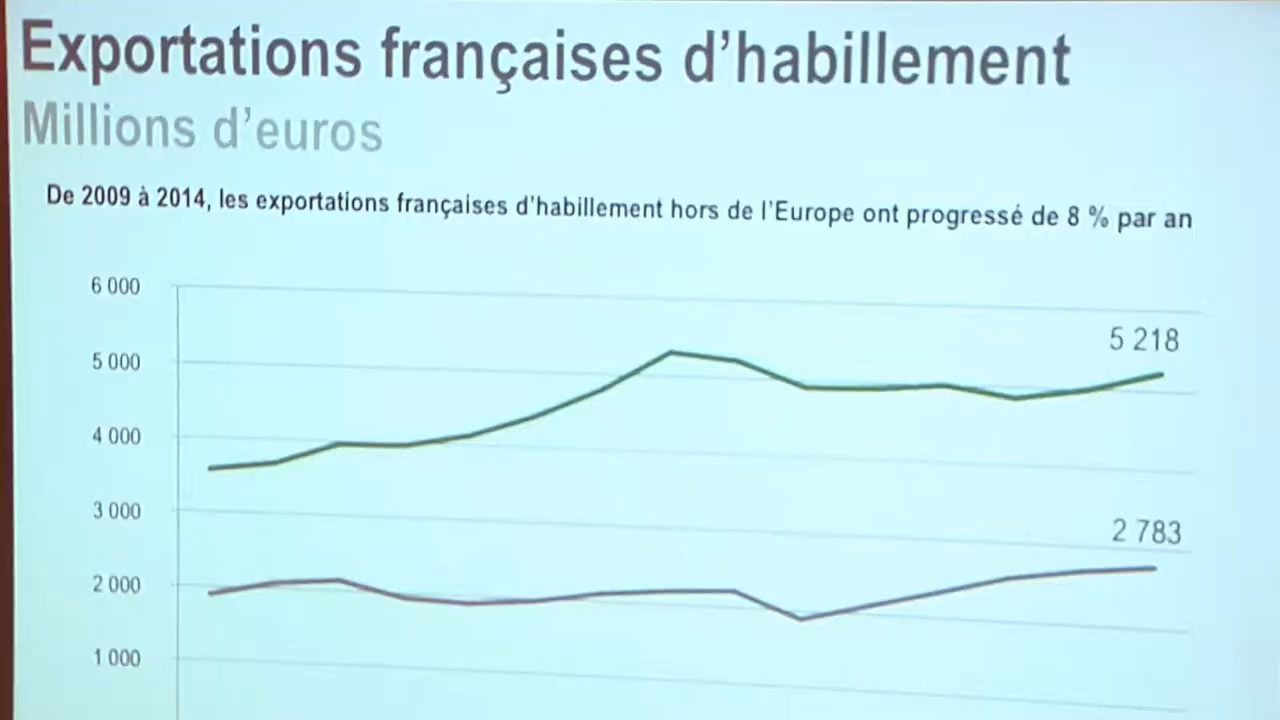 Exportations françaises d’habillement
Millions d’euros
De 2009 à 2014, les exportations françaises d’habillement hors de l’Europe ont progressé de 8 % par an
6 000
5 218
5 000
4 000
3 000
2 783
2 000
1 000